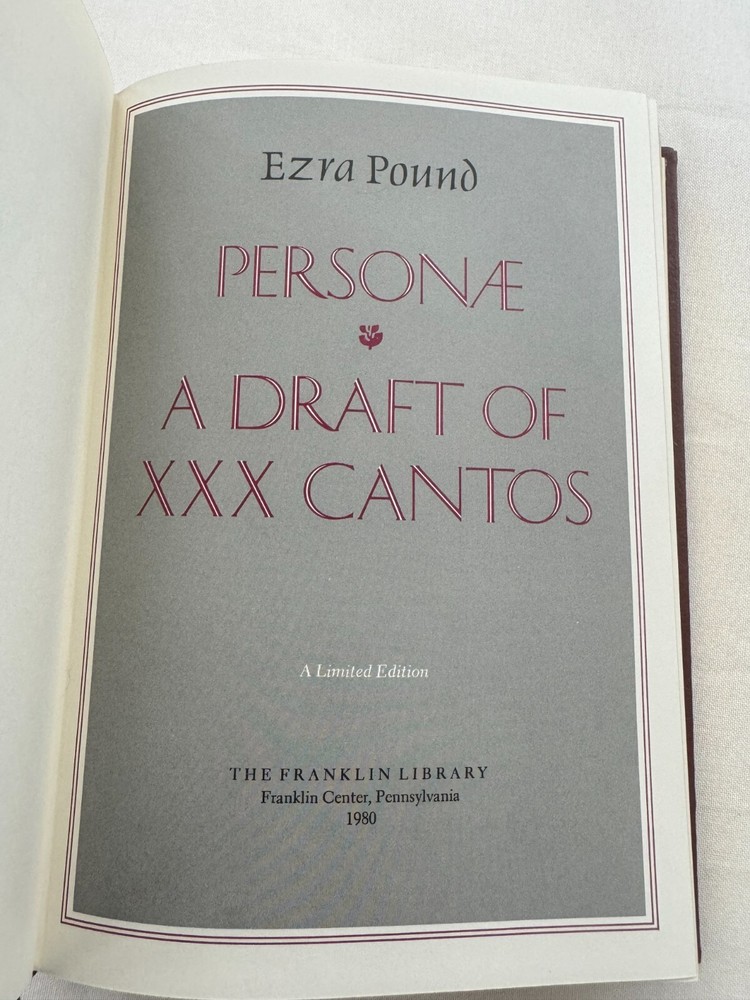 Ezra Pound
PERSONÆ
A DRAFT OF
XXX CANTOS
A Limited Edition
THE FRANKLIN LIBRARY
Franklin Center, Pennsylvania
1980